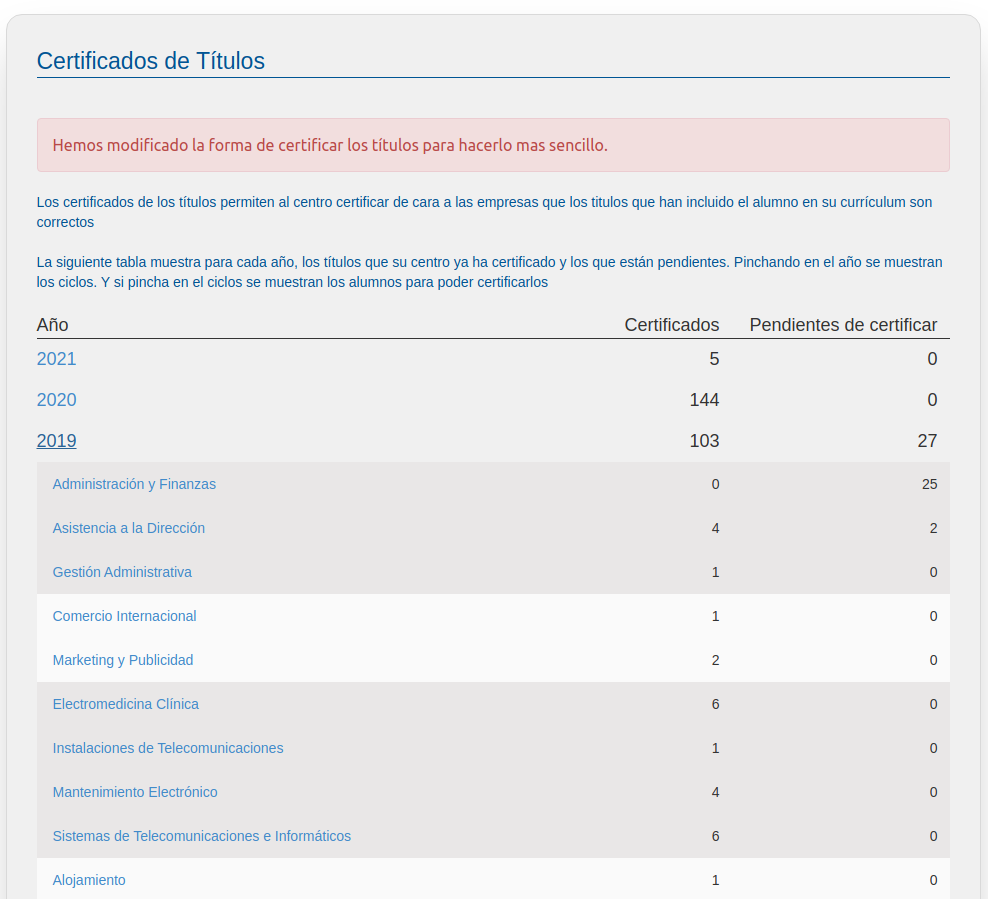 Certificados de Títulos
Hemos modificado la forma de certificar los títulos para hacerlo mas sencillo.
Los certificados de los títulos permiten al centro certificar de cara a las empresas que los titulos que han incluido el alumno en su currículum son
correctos
La siguiente tabla muestra para cada año, los títulos que su centro ya ha certificado y los que están pendientes. Pinchando en el año se muestran
los ciclos. Y si pincha en el ciclos se muestran los alumnos para poder certificarlos
Año Certificados Pendientes de certificar
2021 5 0
2020 144 0
2019 103 27
Administración y Finanzas 0 25
Asistencia a la Dirección 4 2
Gestión Administrativa 1 0
Comercio Internacional 1 0
Marketing y Publicidad 2 0
Electromedicina Clínica 6 0
Instalaciones de Telecomunicaciones 1 0
Mantenimiento Electrónico 4 0
Sistemas de Telecomunicaciones e Informáticos 6 0
Alojamiento 1 0